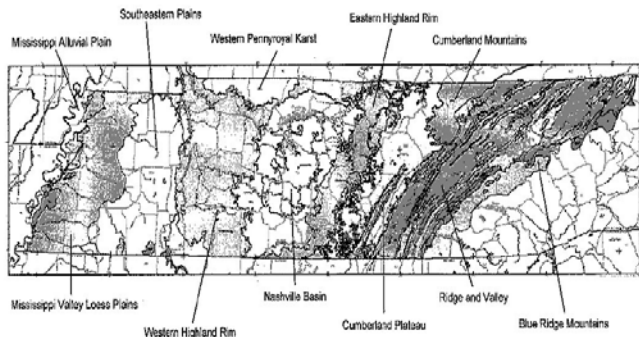 Southeastern Plains
Eastern Highland Rim
Mississippi Alluvial Plain
Western Pennyroyal Karst
Cumberland Mountains
Mississippi Valley Loess Plains
Nashville Basin
Ridge and Valley
Western Highland Rim
Cumberland Plateau
Blue Ridge Mountains